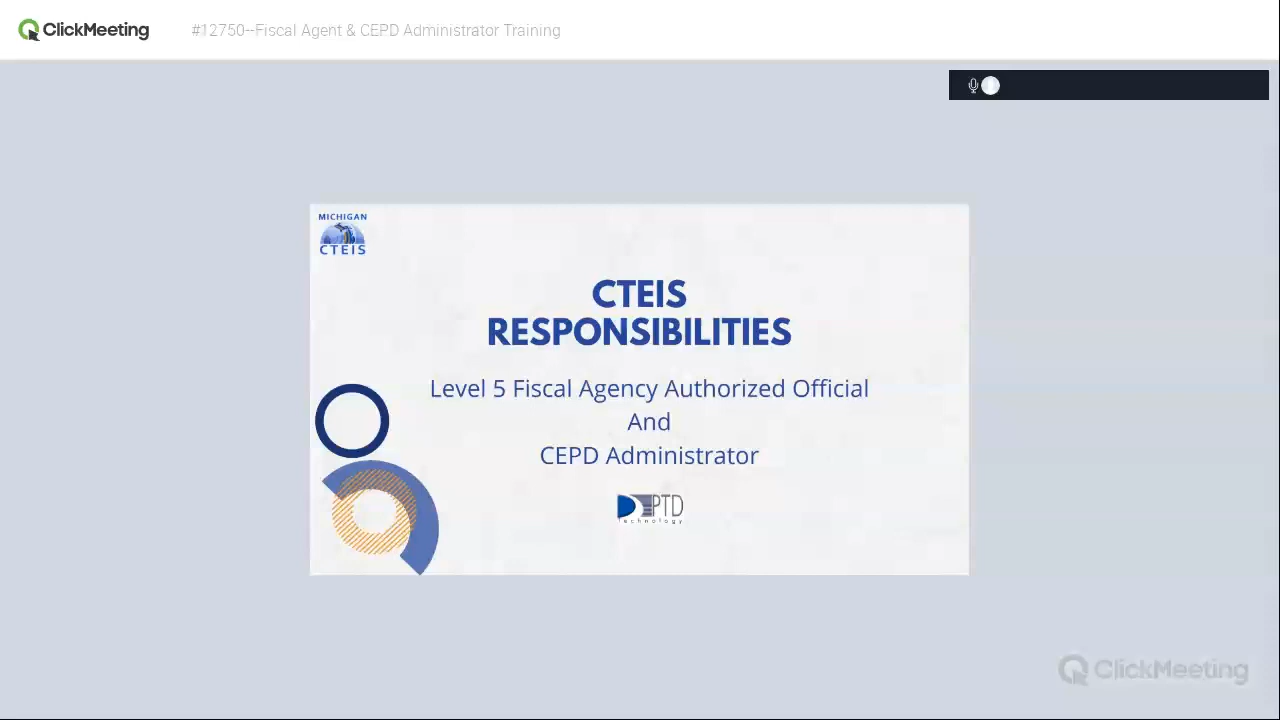 ClickMeeting #12750--Fiscal Agent & CEPD Administrator Training
MICHIGAN
CTEIS
CTEIS
RESPONSIBILITIES
Level 5 Fiscal Agency Authorized Official
And
CEPD Administrator
PTD
Technology
ClickMeeting